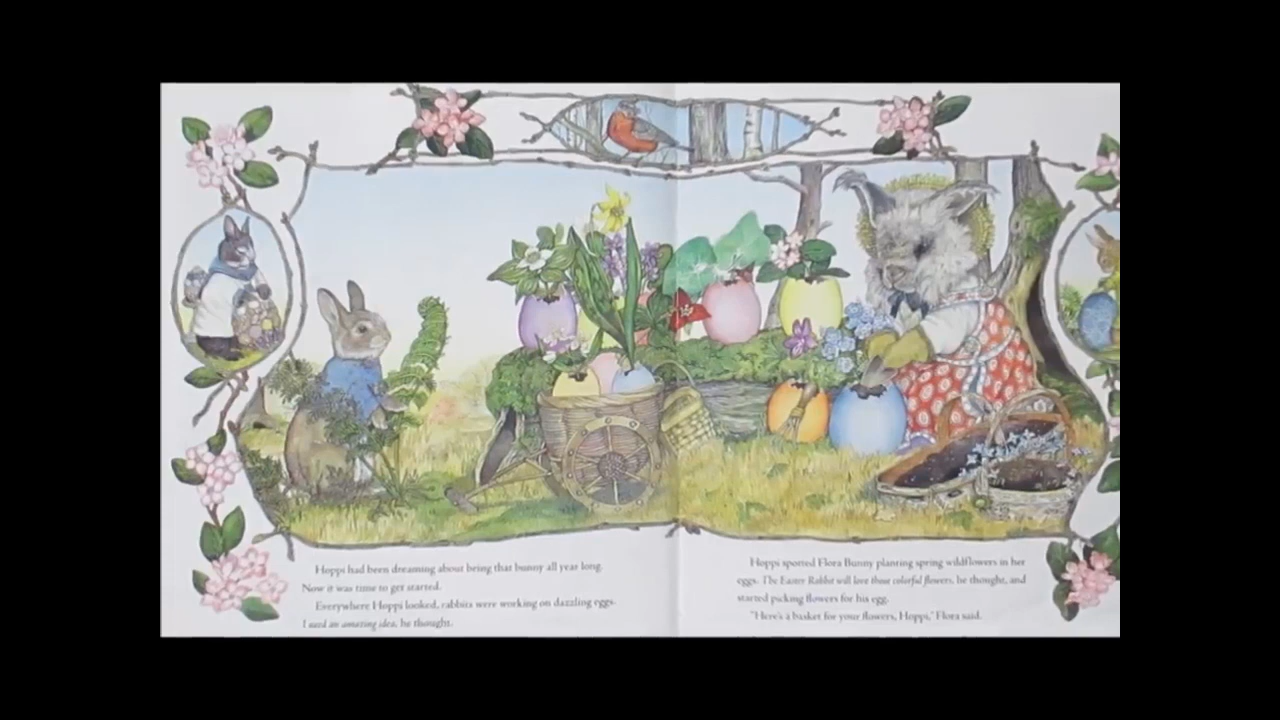 Hoppi had been dreaming about being that bunny all year long.
Now it was time to get started.
Everywhere Hoppi looked, rabbits were working on dazzling eggs.
I need an amazing idea, he thought.
Hoppi spotted Flora Bunny planting spring wildflowers in her
eggs. The Easter Rabbit will love those colorful flowers, he thought, and
started picking flowers for his egg.
"Here's a basket for your flowers, Hoppi," Flora said.